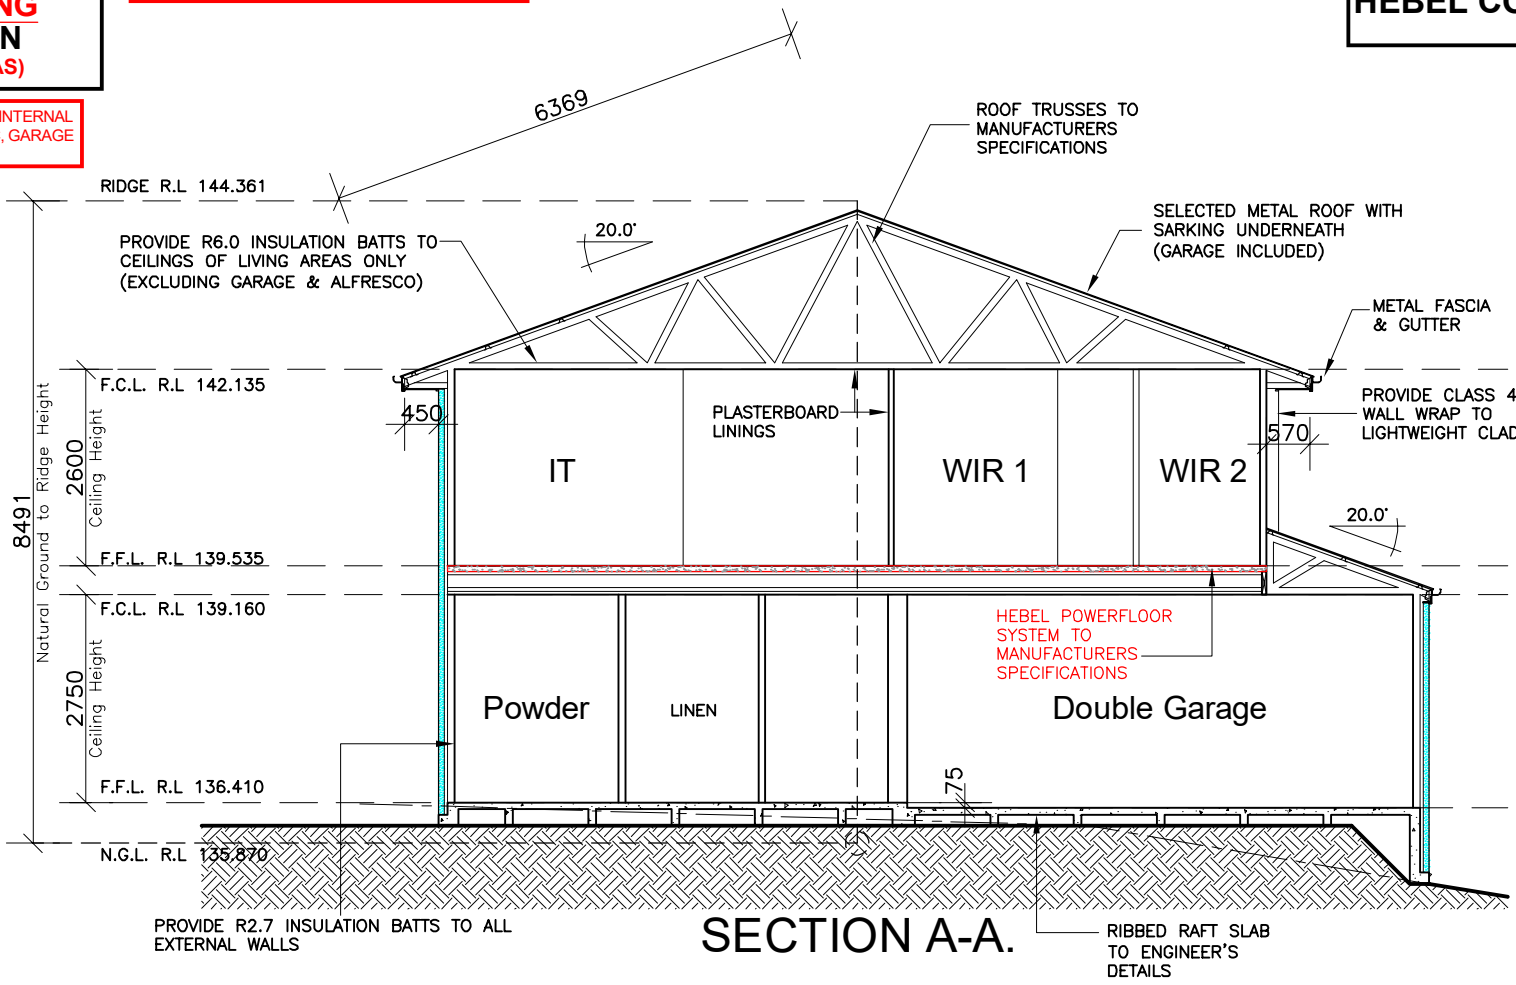 NG
N
AS)
INTERNAL
, GARAGE
HEBEL CO
6369
ROOF TRUSSES TO
MANUFACTURERS
SPECIFICATIONS
RIDGE R.L 144.361
PROVIDE R6.0 INSULATION BATTS TO
CEILINGS OF LIVING AREAS ONLY
(EXCLUDING GARAGE & ALFRESCO)
20.0°
SELECTED METAL ROOF WITH
SARKING UNDERNEATH
(GARAGE INCLUDED)
METAL FASCIA
& GUTTER
F.C.L. R.L 142.135
450
PLASTERBOARD
LININGS
PROVIDE CLASS 4
WALL WRAP TO
LIGHTWEIGHT CLAD
570
8491
Natural Ground to Ridge Height
2600
Ceiling Height
IT
WIR 1
WIR 2
20.0°
F.F.L. R.L 139.535
F.C.L. R.L 139.160
HEBEL POWERFLOOR
SYSTEM TO
MANUFACTURERS
SPECIFICATIONS
2750
Ceiling Height
Powder
LINEN
Double Garage
75
F.F.L. R.L 136.410
N.G.L. R.L 135.870
PROVIDE R2.7 INSULATION BATTS TO ALL
EXTERNAL WALLS
SECTION A-A.
RIBBED RAFT SLAB
TO ENGINEER'S
DETAILS